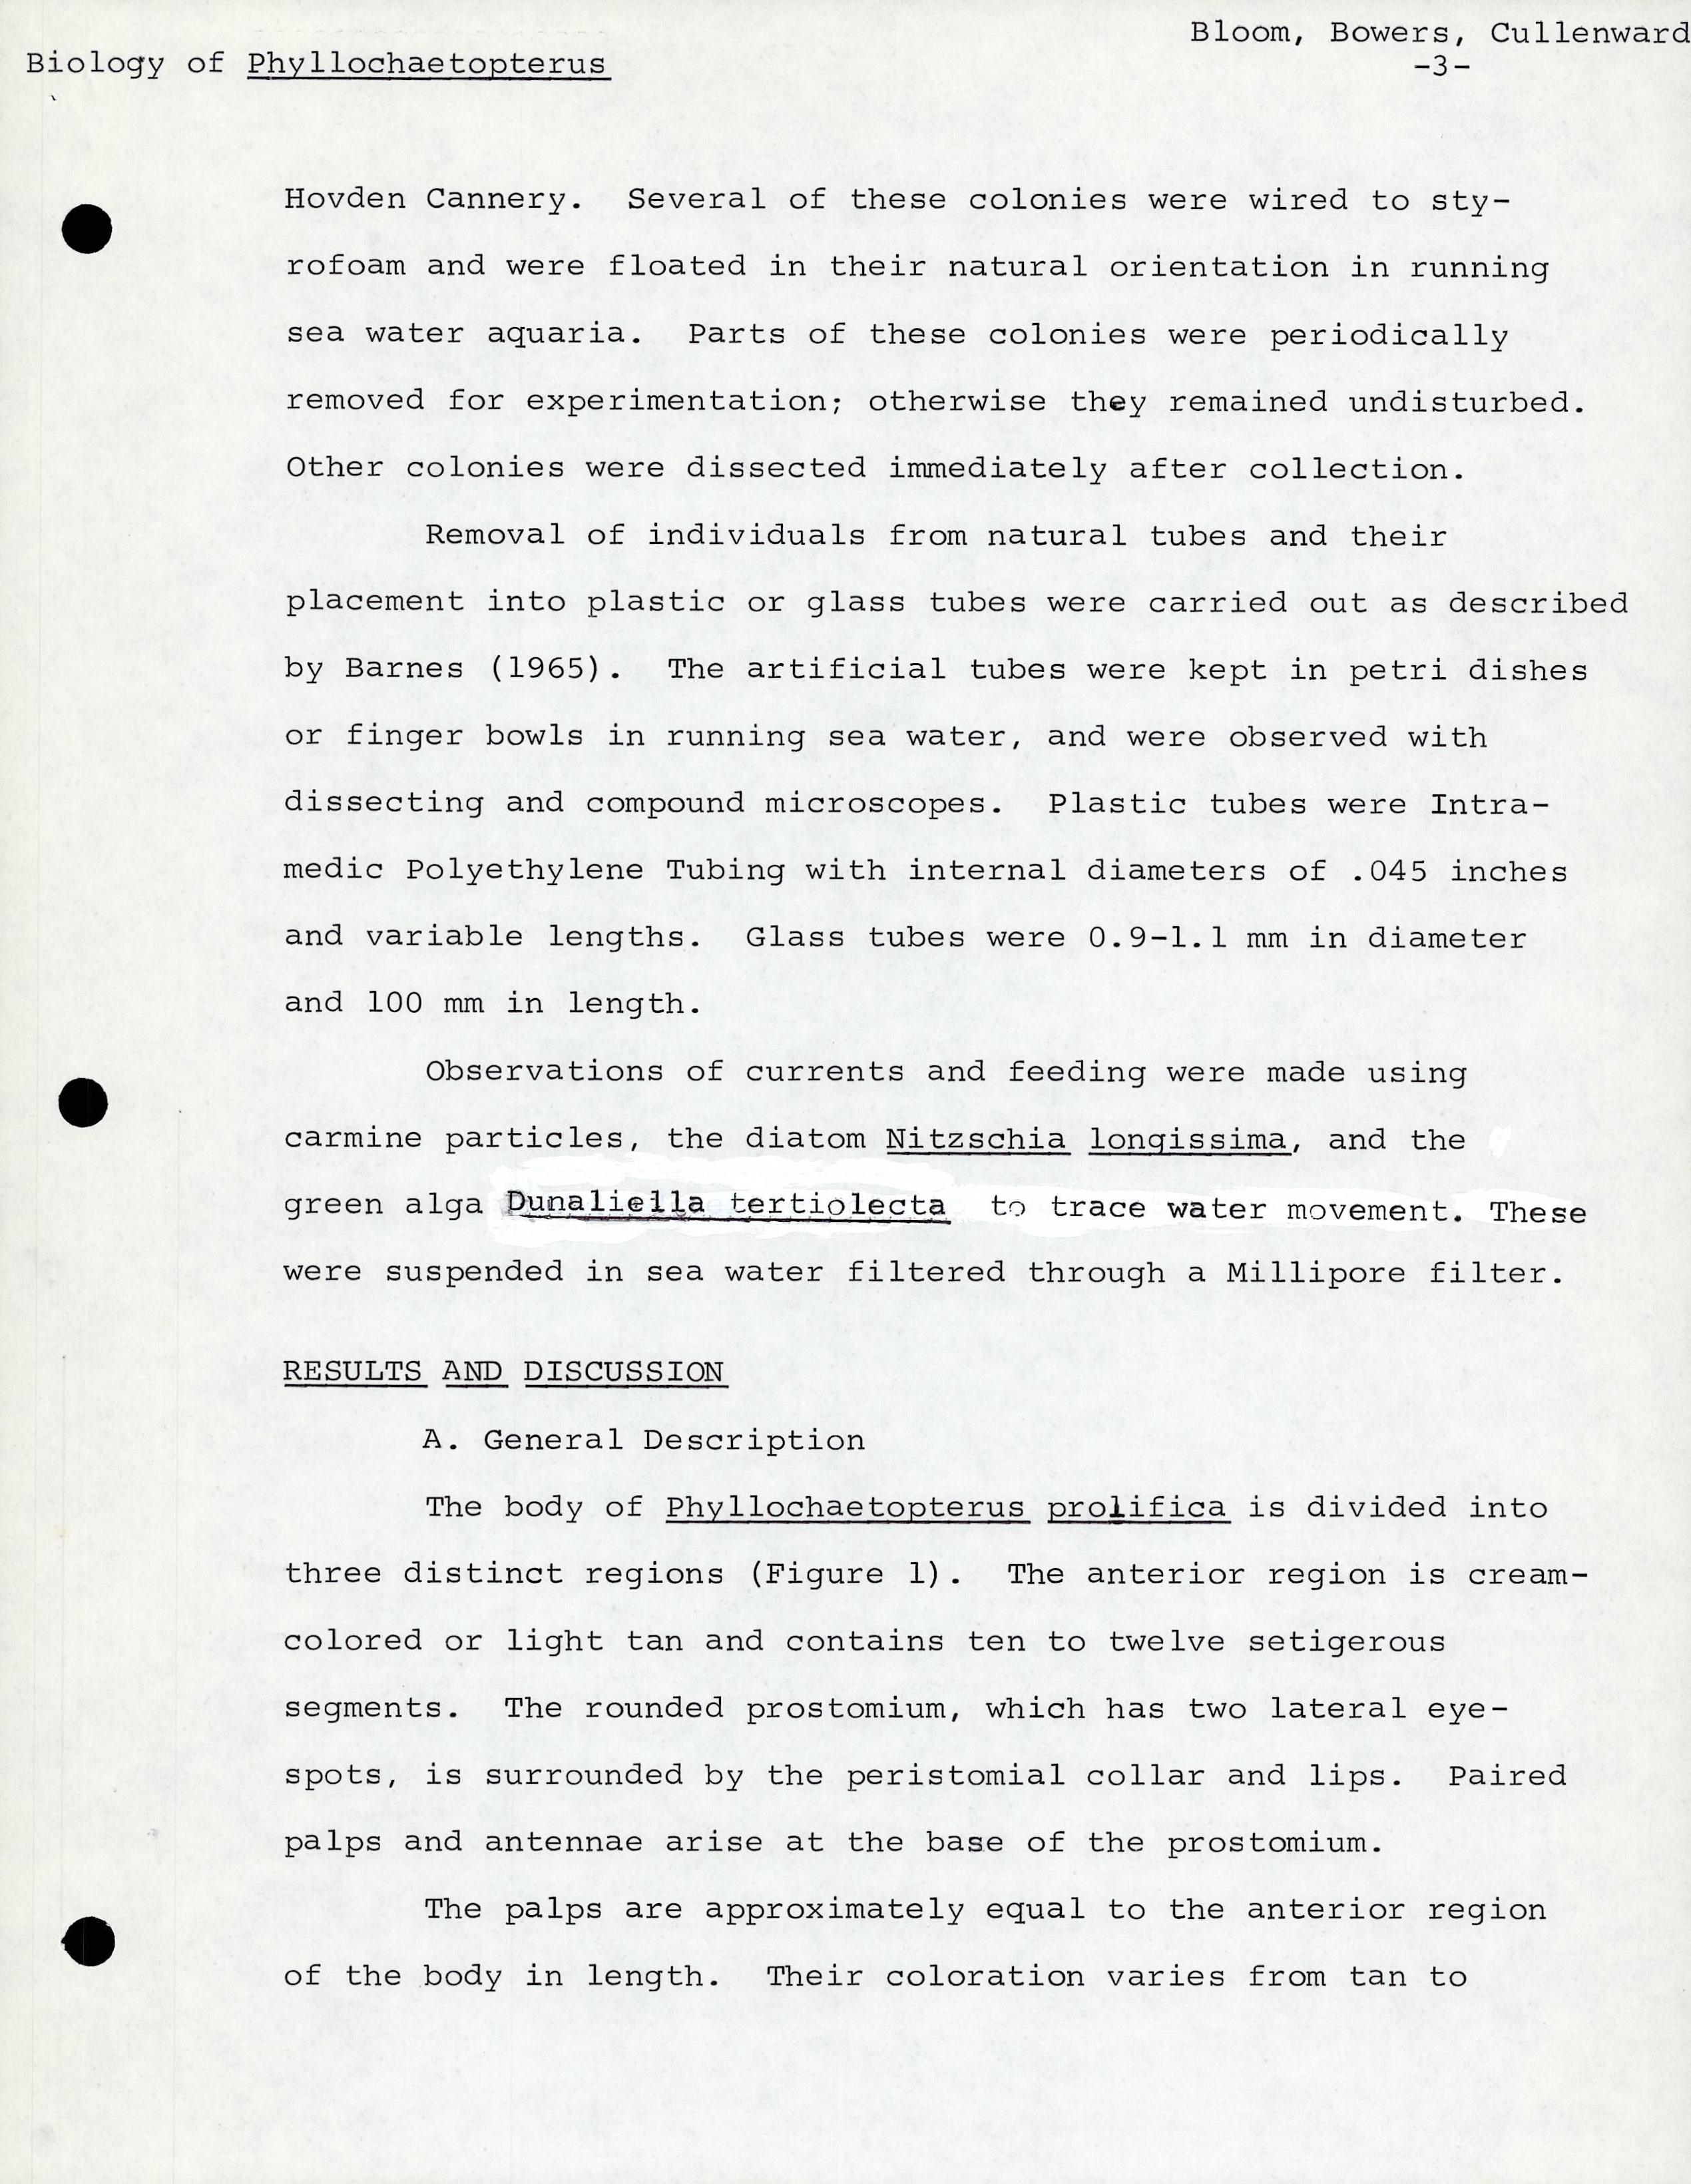 Bloom, Bowers, Cullenward
Biology of Phyllochaetopterus
-3-
Hovden Cannery. Several of these colonies were wired to sty-
rofoam and were floated in their natural orientation in running
sea water aquaria. Parts of these colonies were periodically
removed for experimentation; otherwise they remained undisturbed.
Other colonies were dissected immediately after collection.
Removal of individuals from natural tubes and their
placement into plastic or glass tubes were carried out as described
by Barnes (1965). The artificial tubes were kept in petri dishes
or finger bowls in running sea water, and were observed with
dissecting and compound microscopes. Plastic tubes were Intra-
medic Polyethylene Tubing with internal diameters of .045 inches
and variable lengths. Glass tubes were 0.9-1.1 mm in diameter
and 100 mm in length.
Observations of currents and feeding were made using
carmine particles, the diatom Nitzschia longissima, and the
green alga Dunaliella tertiolecta to trace water movement. These
were suspended in sea water filtered through a Millipore filter.
RESULTS AND DISCUSSION
A. General Description
The body of Phyllochaetopterus prolifica is divided into
three distinct regions (Figure 1). The anterior region is cream-
colored or light tan and contains ten to twelve setigerous
segments. The rounded prostomium, which has two lateral eye-
spots, is surrounded by the peristomial collar and lips. Paired
palps and antennae arise at the base of the prostomium.
The palps are approximately equal to the anterior region
of the body in length. Their coloration varies from tan to